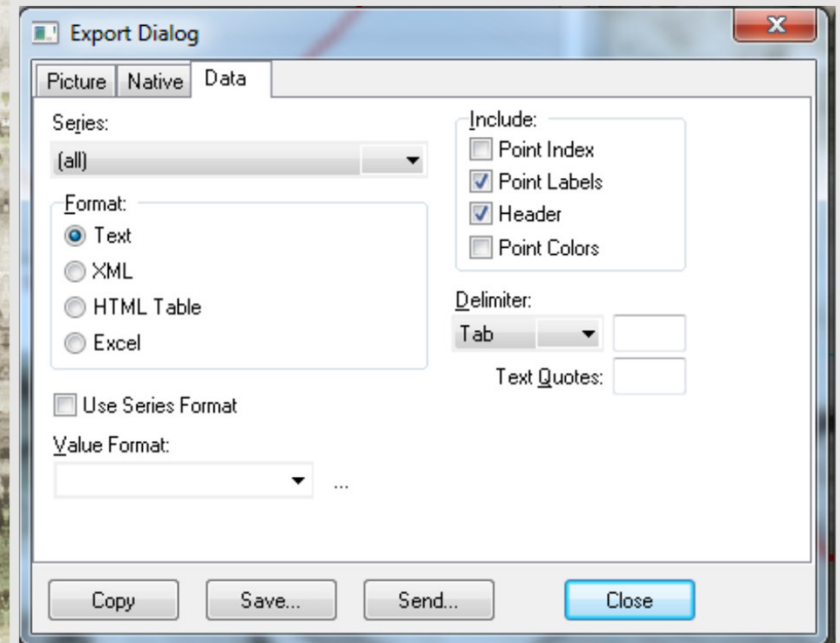 Export Dialog
Picture Native Data
Series:
(all)
Format:
Text
XML
HTML Table
Excel
Use Series Format
Value Format:
...
Include:
Point Index
Point Labels
Header
Point Colors
Delimiter:
Tab
Text Quotes:
Copy Save... Send... Close